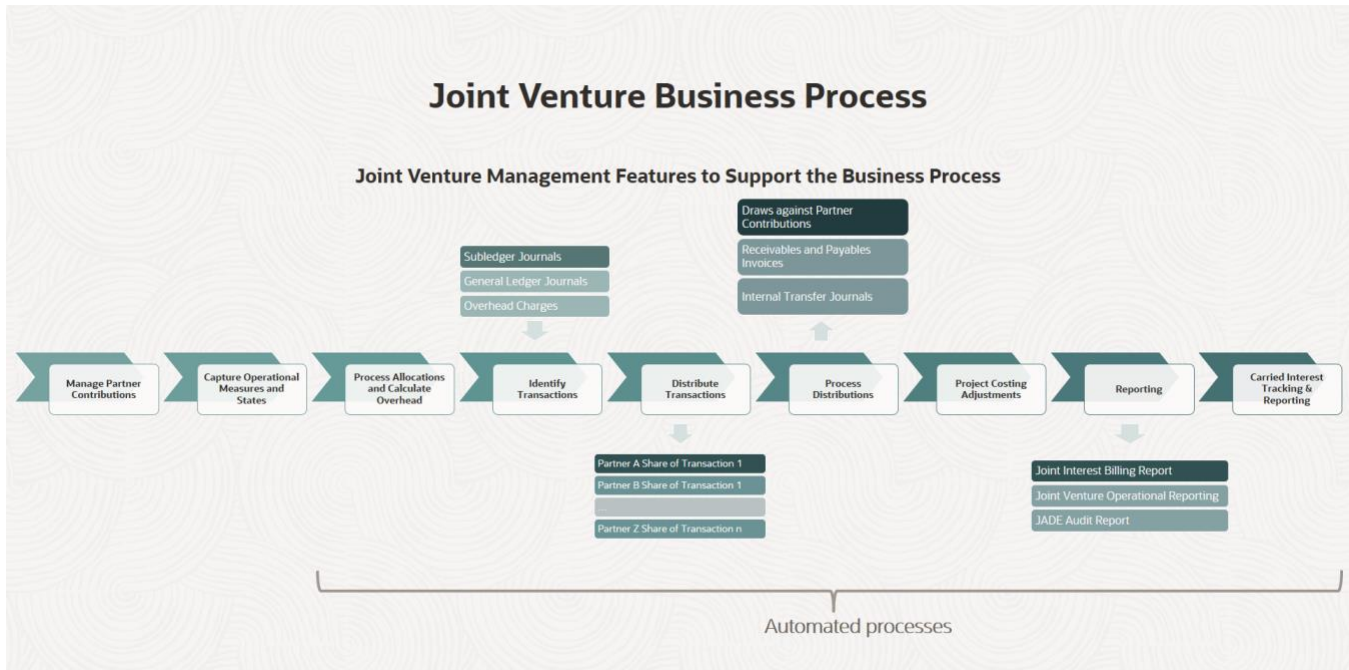 Joint Venture Business Process
Joint Venture Management Features to Support the Business Process
Draws against Partner
Contributions
Receivables and Payables
Invoices
Internal Transfer Journals
Subledger Journals
General Ledger Journals
Overhead Charges
Manage Partner
Contributions
Capture Operational
Measures and
States
Process Allocations
and Calculate
Overhead
Identify
Transactions
Distribute
Transactions
Process
Distributions
Project Costing
Adjustments
Reporting
Carried Interest
Tracking &
Reporting
Partner A Share of Transaction 1
Partner B Share of Transaction 1
....
Partner Z Share of Transaction n
Joint Interest Billing Report
Joint Venture Operational Reporting
JADE Audit Report
Automated processes